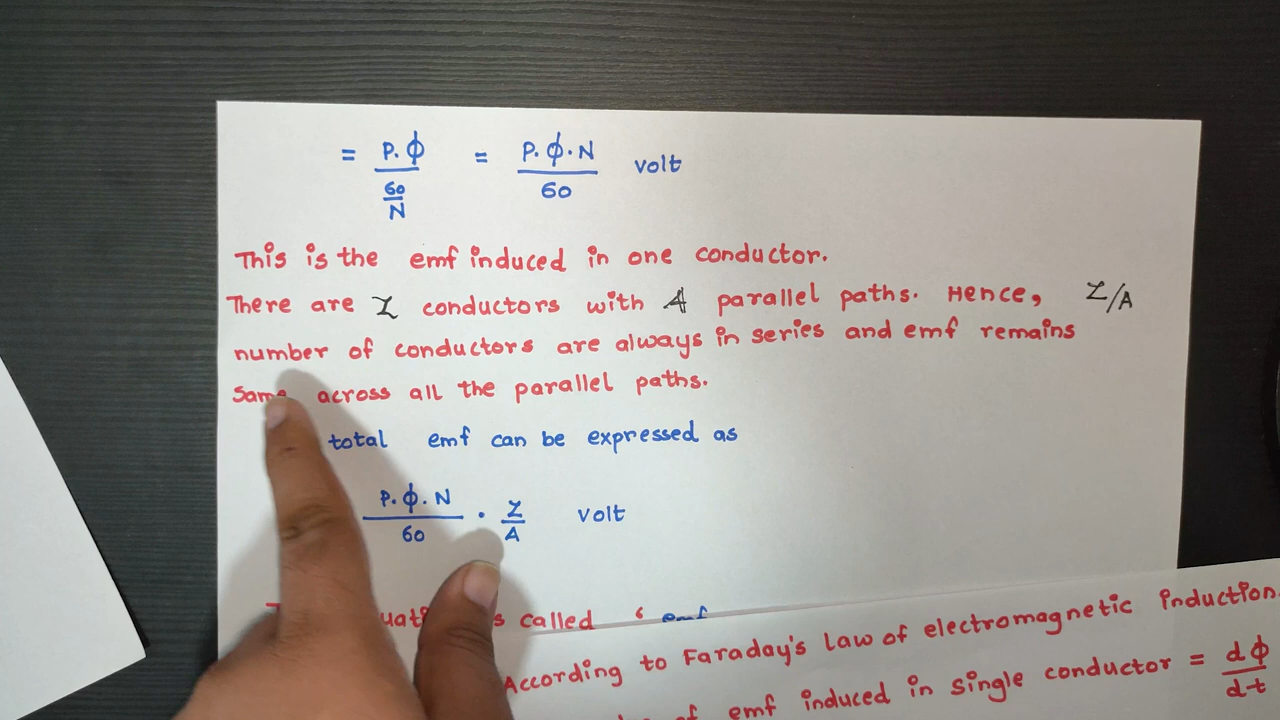 = P.ϕ / (60/N) = P.ϕ.N / 60 volt
This is the emf induced in one conductor.
There are Z conductors with A parallel paths. Hence, Z/A
number of conductors are always in series and emf remains
Same across all the parallel paths.
total emf can be expressed as
P.ϕ.N / 60 . Z / A volt
called ‘emf
According to Faraday's law of electromagnetic induction.
of emf induced in single conductor = dϕ / dt